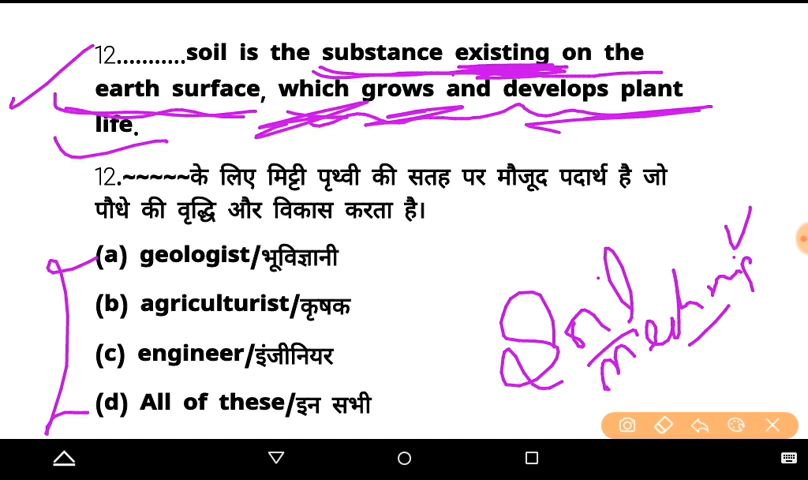 12...........soil is the substance existing on the
earth surface, which grows and develops plant
life.
12.~~~~~के लिए मिट्टी पृथ्वी की सतह पर मौजूद पदार्थ है जो
पौधे की वृद्धि और विकास करता है।
(a) geologist/भूविज्ञानी
(b) agriculturist/कृषक
(c) engineer/इंजीनियर
(d) All of these/इन सभी
Soil